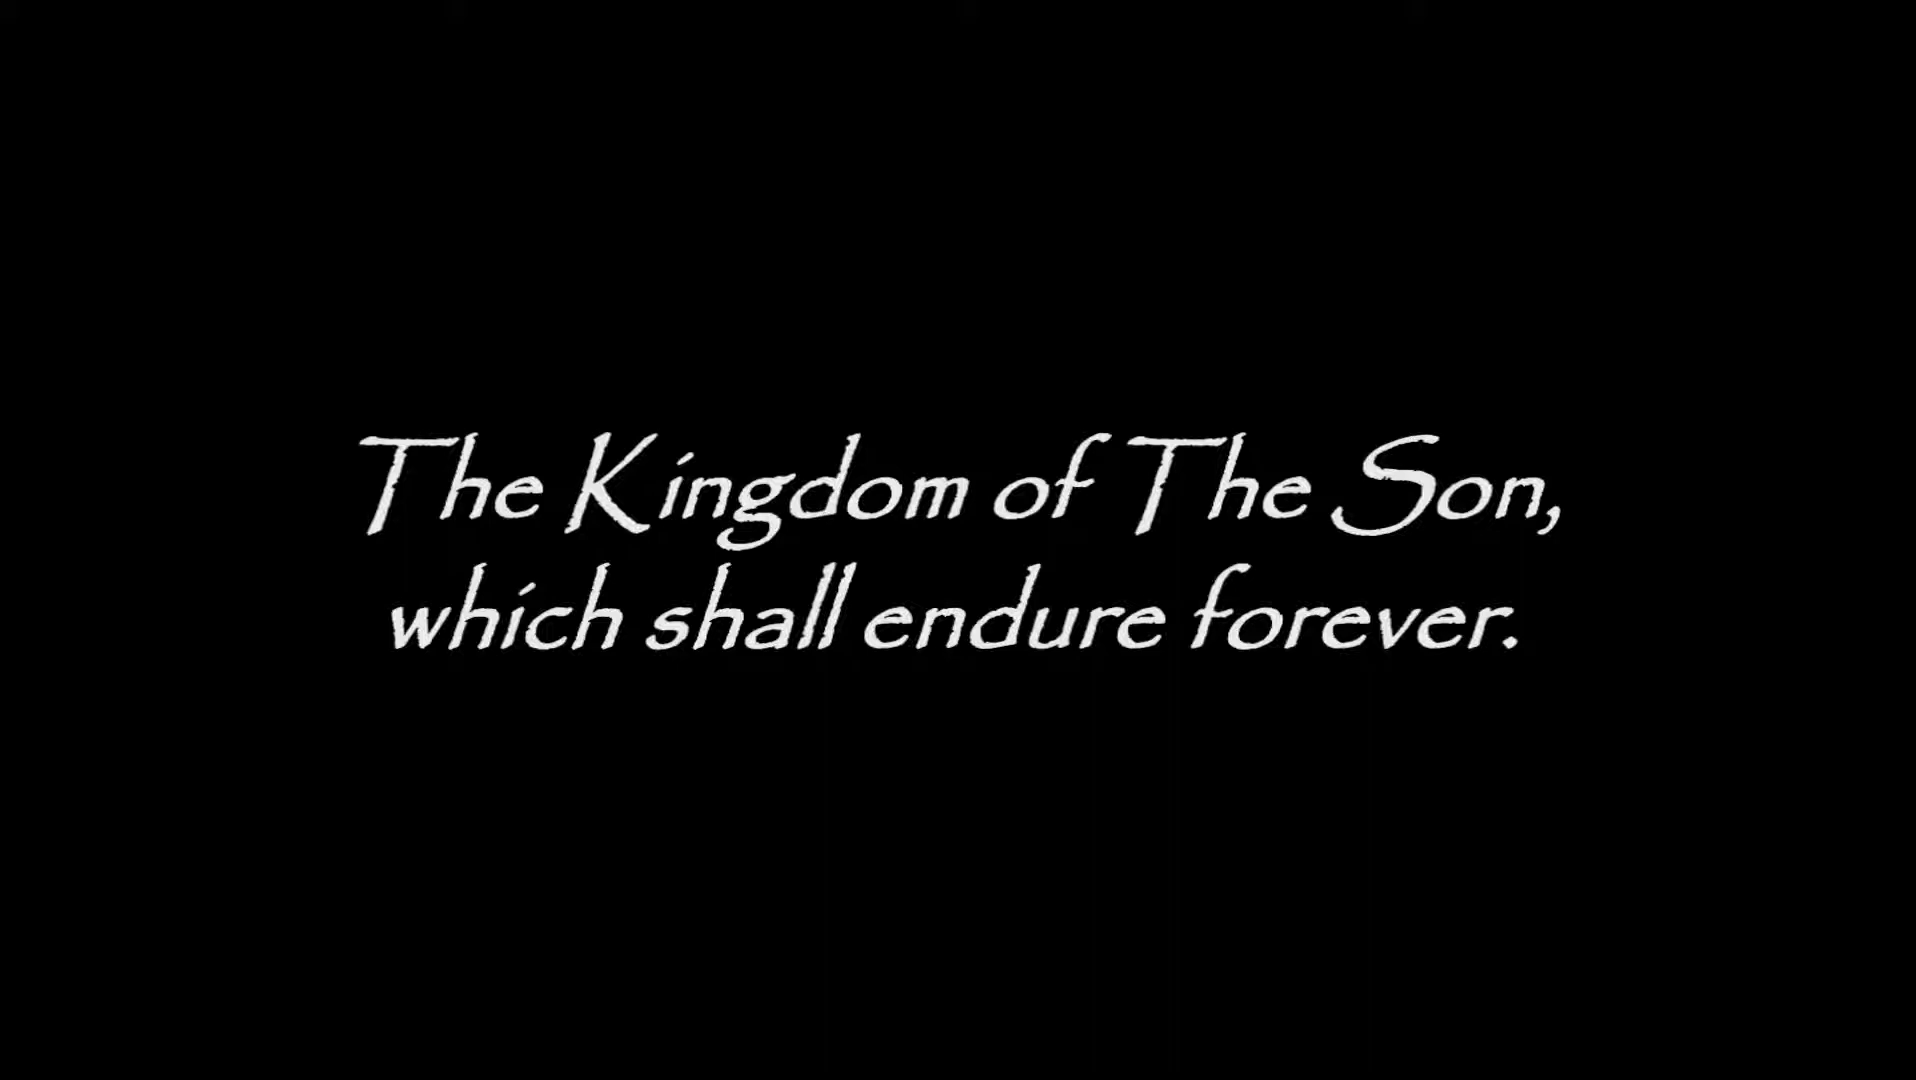 The Kingdom of The Son,
which shall endure forever.